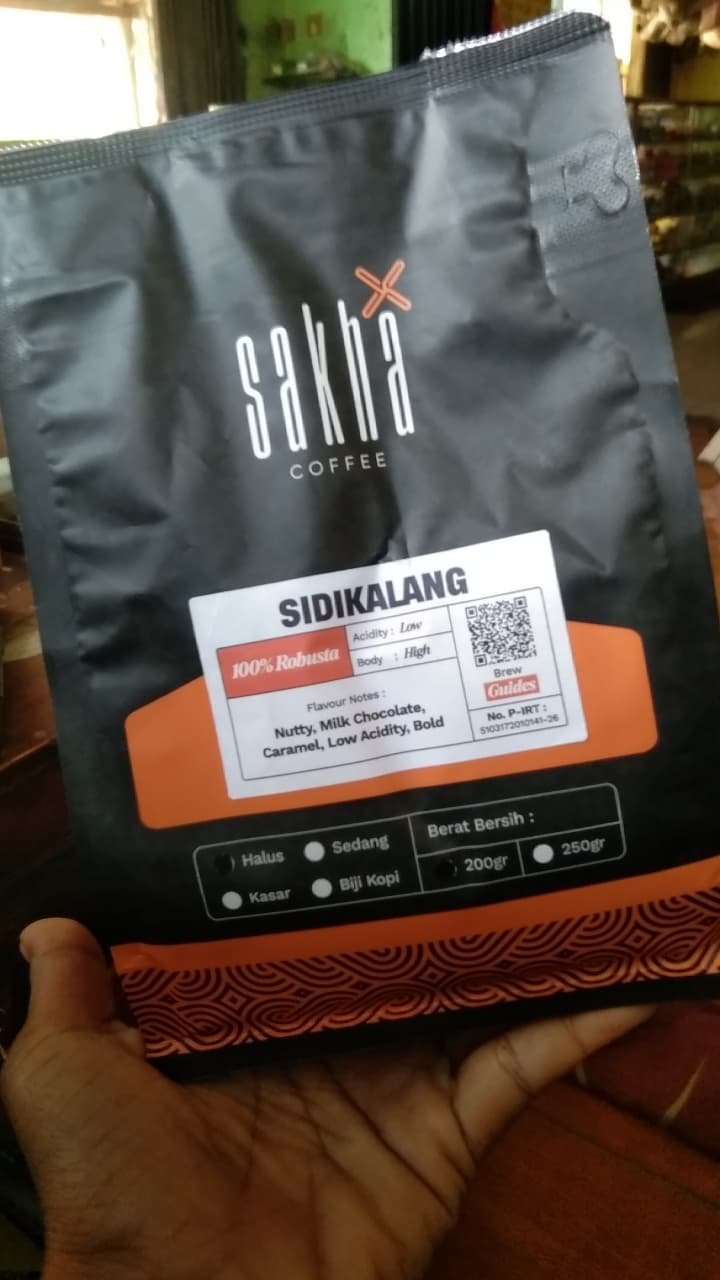 sakha
COFFEE
SIDIKALANG
100% Robusta
Acidity : Low
Body : High
Flavour Notes :
Nutty, Milk Chocolate,
Caramel, Low Acidity, Bold
Brew
Guides
No. P-IRT :
5103172010141-26
Halus
Sedang
Kasar
Biji Kopi
Berat Bersih :
200gr
250gr